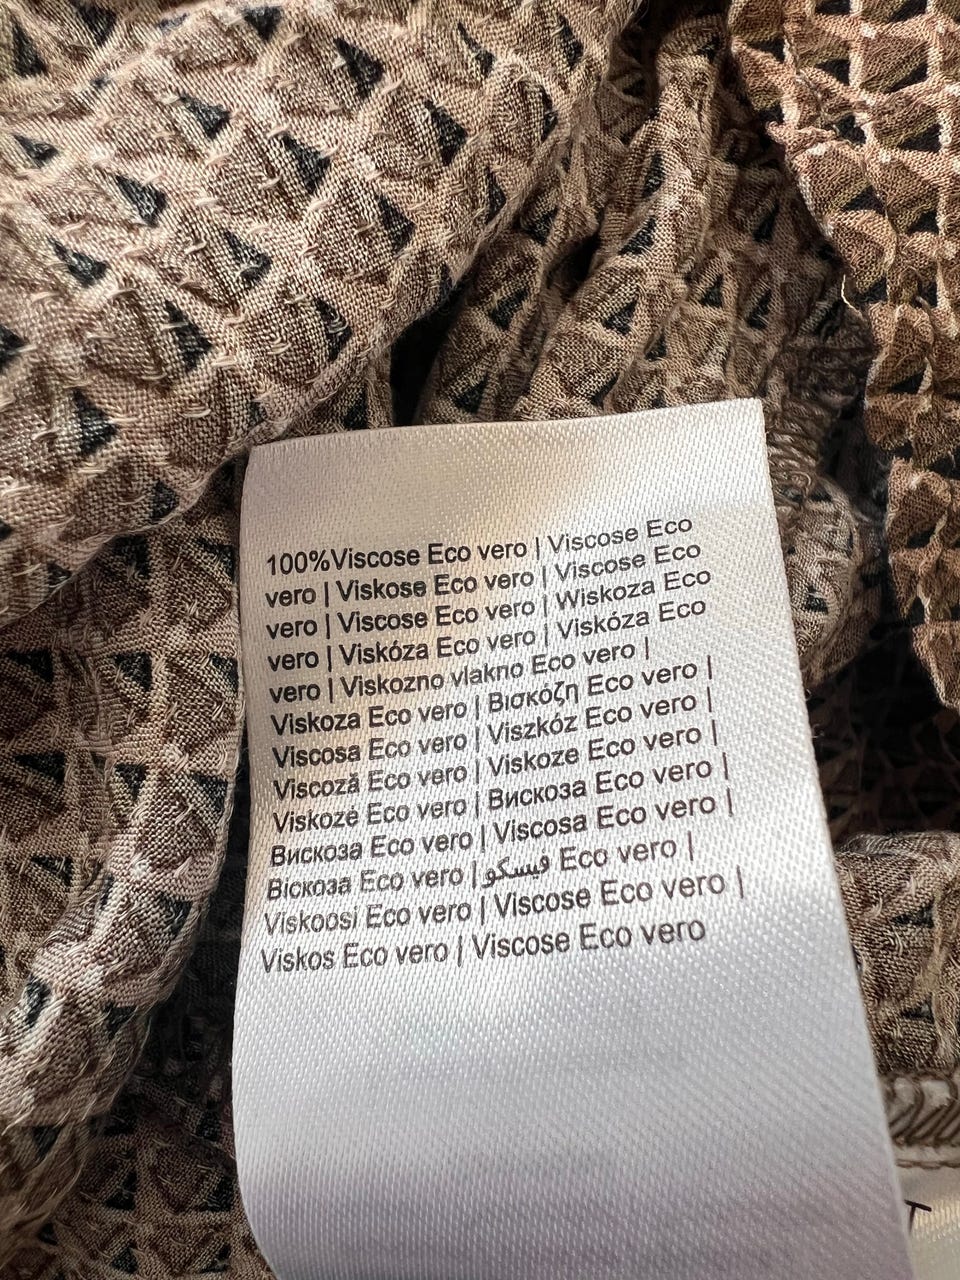 100%Viscose Eco vero | Viscose Eco
vero | Viskose Eco vero | Viscose Eco
vero | Viscose Eco vero | Wiskoza Eco
vero | Viskóza Eco vero | Viskóza Eco
vero | Viskozno vlakno Eco vero |
Viskoza Eco vero | Βισκόζη Eco vero |
Viscosa Eco vero | Viszkóz Eco vero |
Viscoză Eco vero | Viskoze Eco vero |
Viskozė Eco vero | Вискоза Eco vero |
Вискоза Eco vero | Viscosa Eco vero |
Віскоза Eco vero | فيسكو Eco vero |
Viskoosi Eco vero | Viscose Eco vero |
Viskos Eco vero | Viscose Eco vero
T